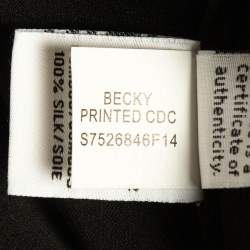 BECKY
PRINTED CDC
S7526846F14
100% SILK/SOIE
Certificate
of
authenticity.